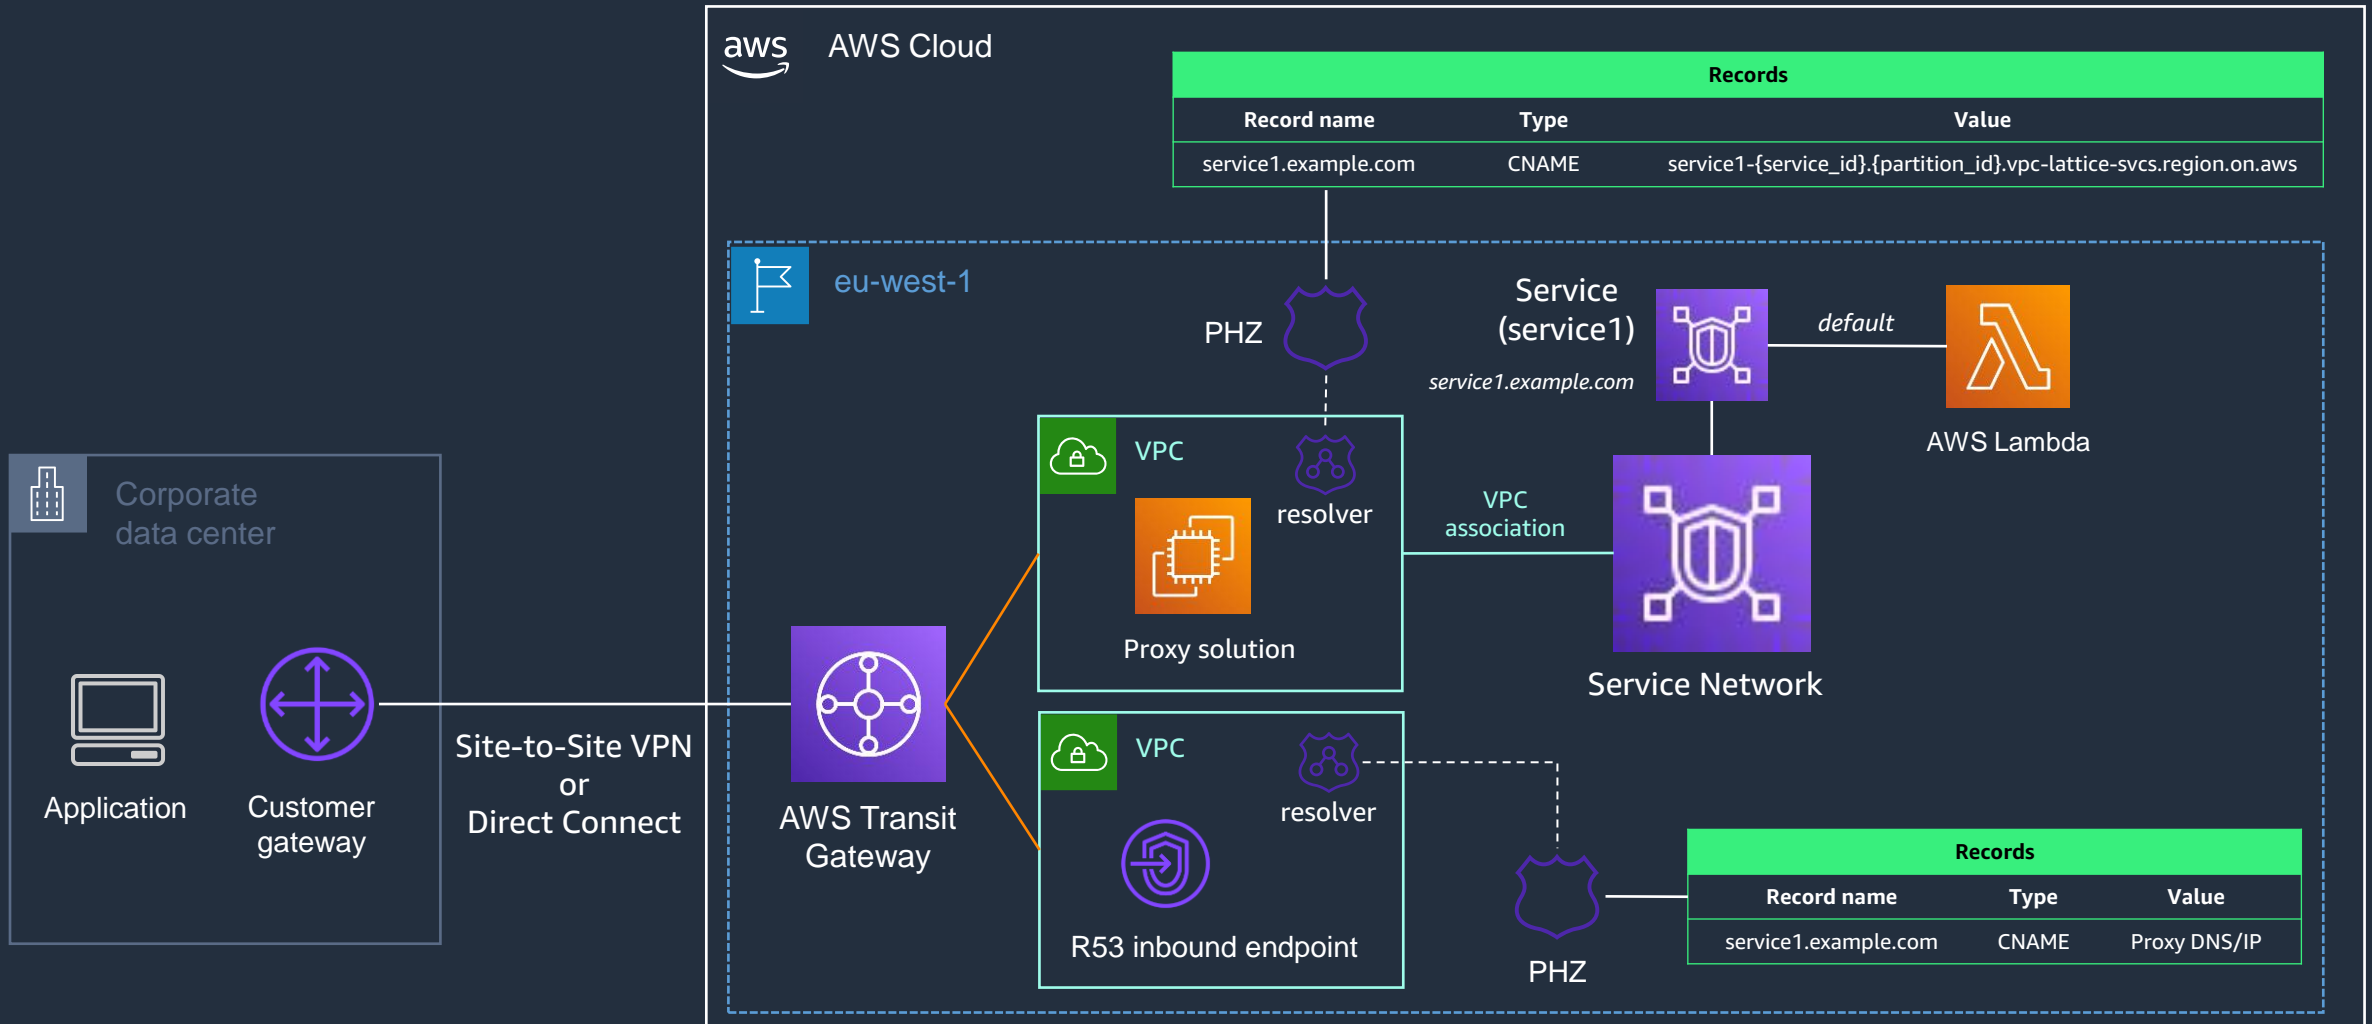 aws
AWS Cloud
Records
Record name Type Value
service1.example.com CNAME service1-{service_id}.{partition_id}.vpc-lattice-svcs.region.on.aws
eu-west-1
PHZ
Service
(service1)
service1.example.com
default
AWS Lambda
VPC
resolver
Proxy solution
VPC
association
Service Network
Corporate
data center
Application
Customer
gateway
Site-to-Site VPN
or
Direct Connect
AWS Transit
Gateway
VPC
resolver
R53 inbound endpoint
PHZ
Records
Record name Type Value
service1.example.com CNAME Proxy DNS/IP